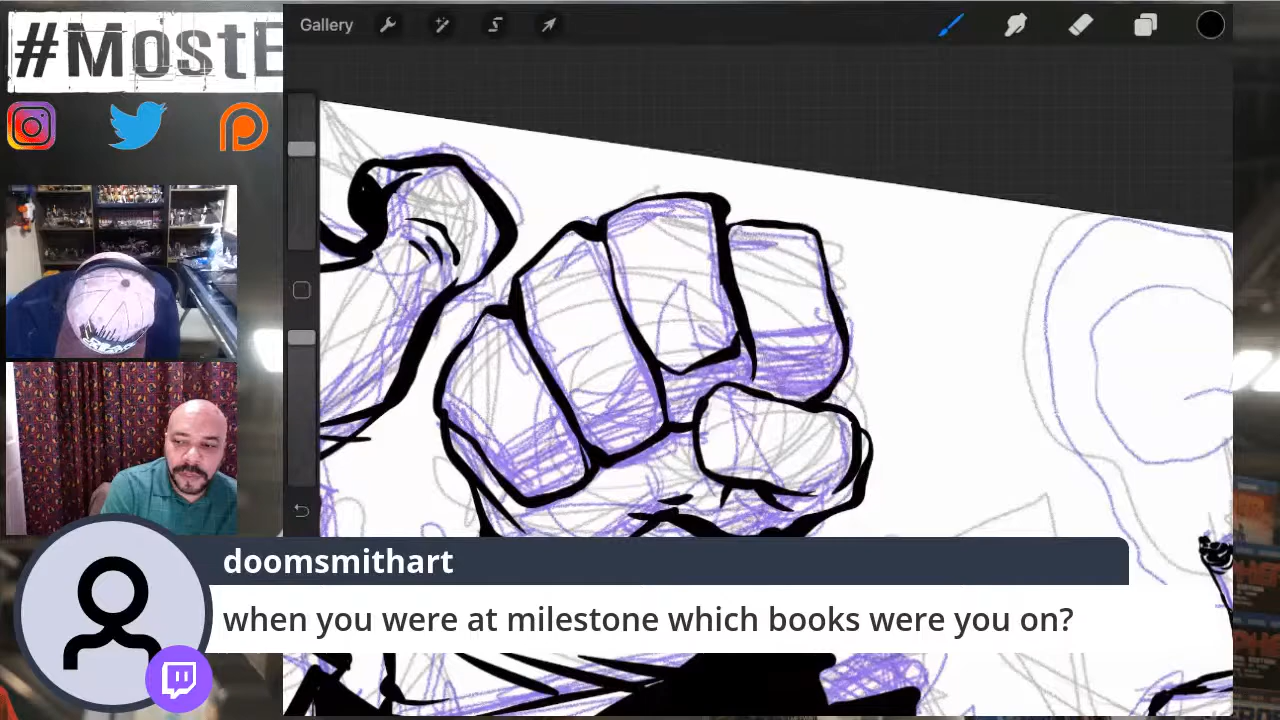 #MostE
Gallery
doomsmithart
when you were at milestone which books were you on?